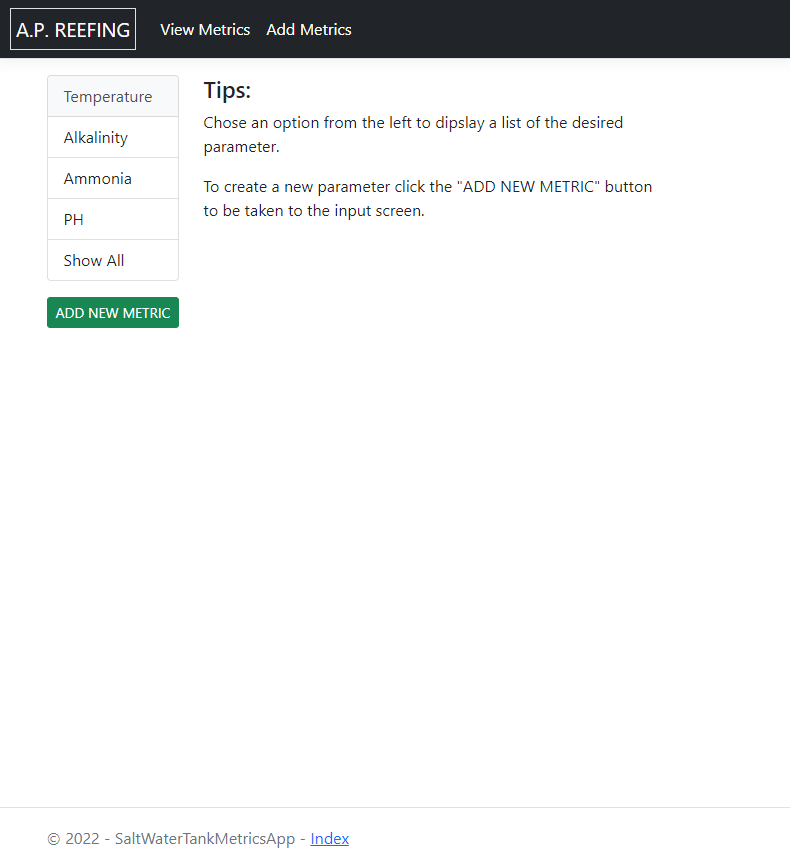 A.P. REEFING
View Metrics
Add Metrics
Temperature
Alkalinity
Ammonia
PH
Show All
ADD NEW METRIC
Tips:
Chose an option from the left to dipslay a list of the desired
parameter.
To create a new parameter click the "ADD NEW METRIC" button
to be taken to the input screen.
© 2022 - SaltWaterTankMetricsApp - Index